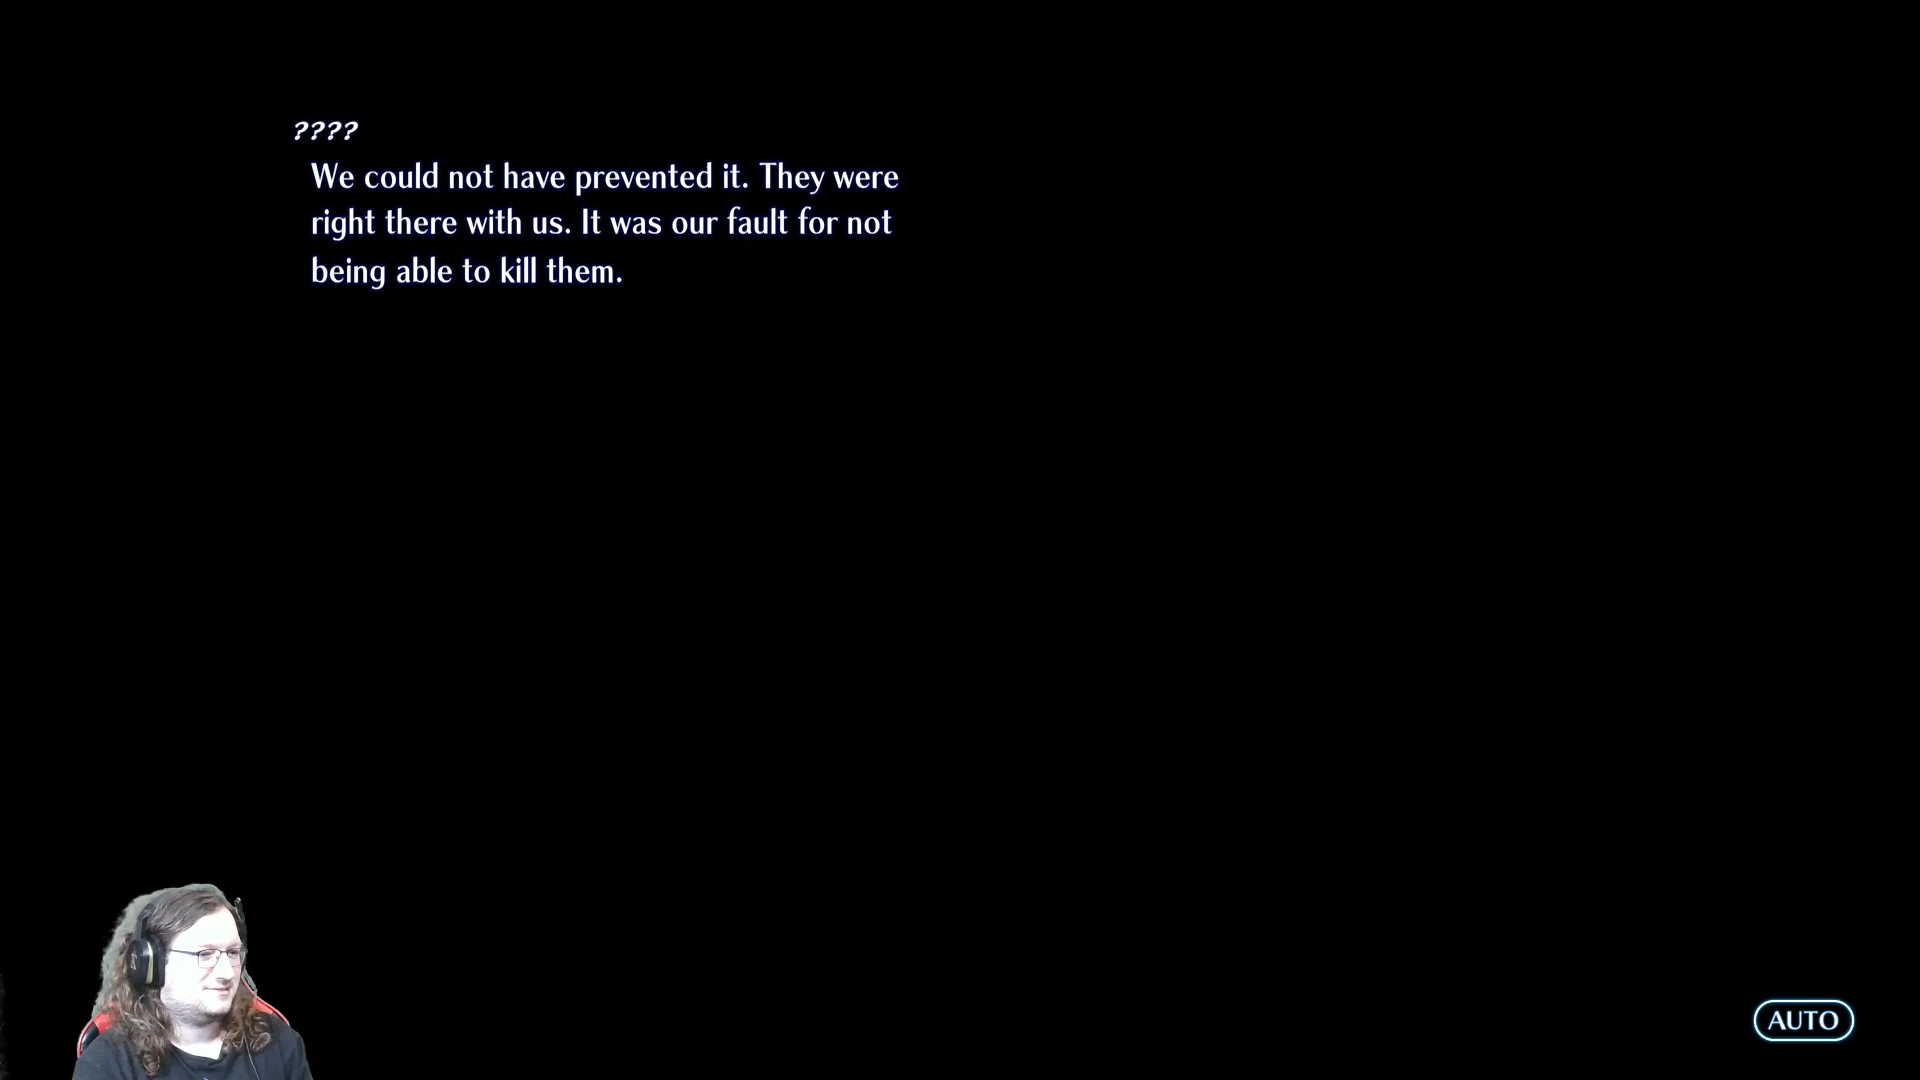 ????
We could not have prevented it. They were
right there with us. It was our fault for not
being able to kill them.
AUTO